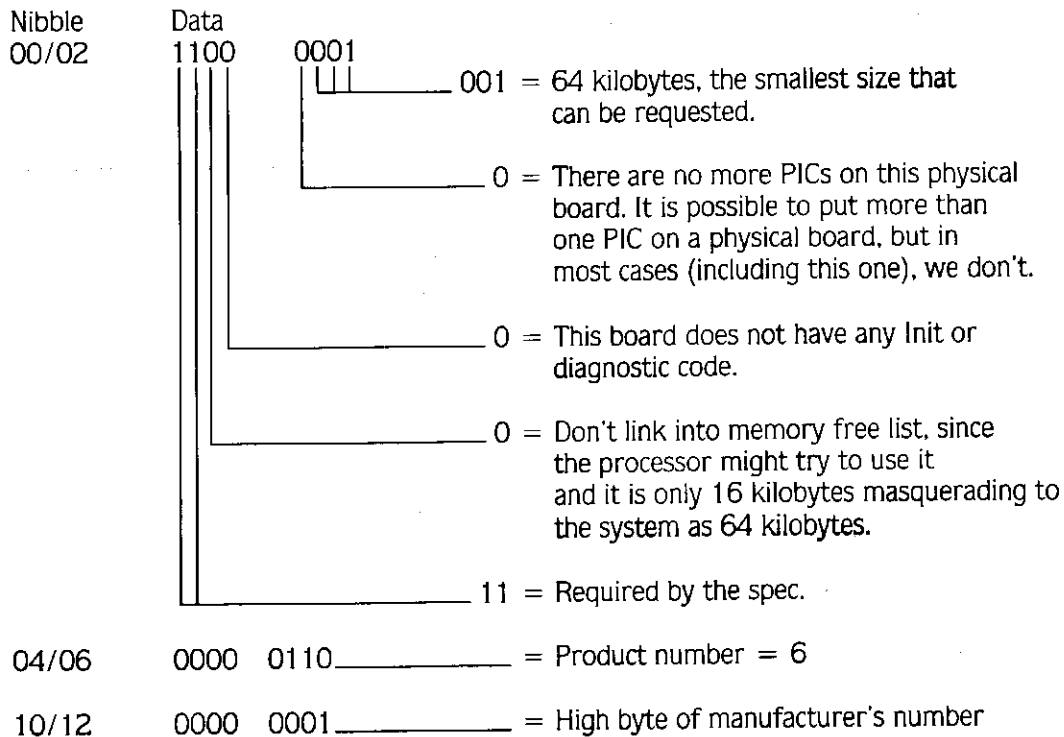 Nibble Data
00/02 1100 0001
001 = 64 kilobytes, the smallest size that
can be requested.
0 = There are no more PICs on this physical
board. It is possible to put more than
one PIC on a physical board, but in
most cases (including this one), we don't.
0 = This board does not have any Init or
diagnostic code.
0 = Don't link into memory free list, since
the processor might try to use it
and it is only 16 kilobytes masquerading to
the system as 64 kilobytes.
11 = Required by the spec.
04/06 0000 0110 = Product number = 6
10/12 0000 0001 = High byte of manufacturer's number